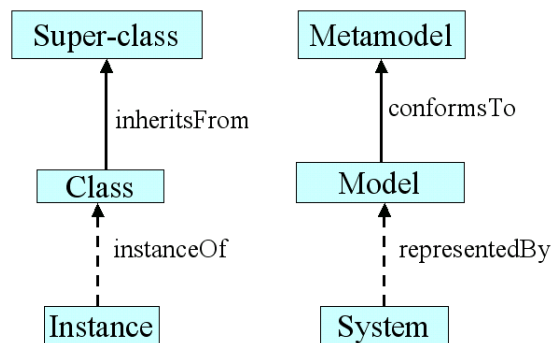 Super-class
inheritsFrom
Class
instanceOf
Instance
Metamodel
conformsTo
Model
representedBy
System